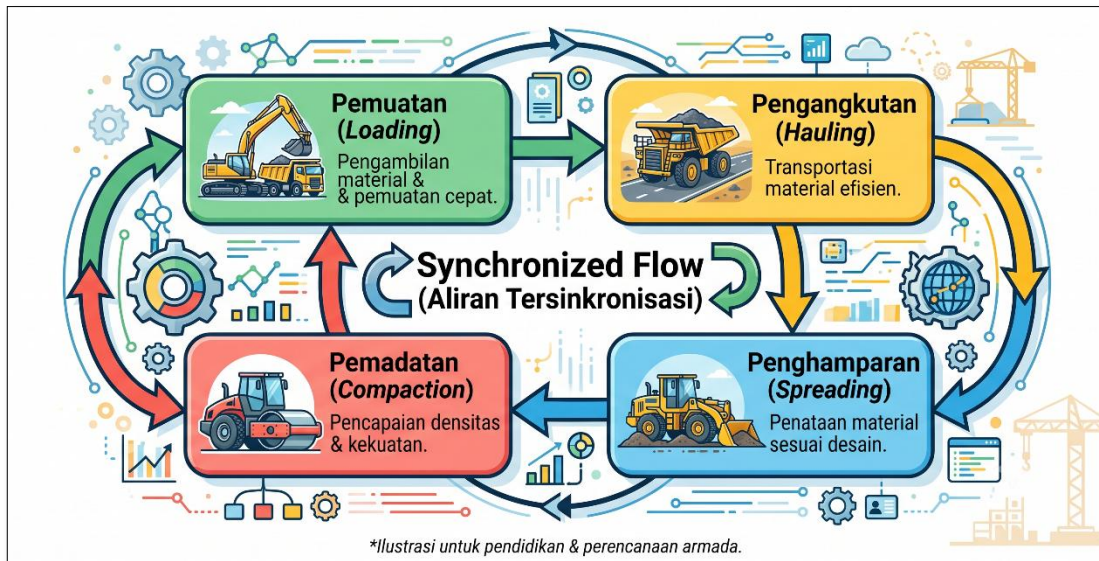 Pemuatan
(Loading)
Pengambilan
material &
& pemuatan cepat.
Pengangkutan
(Hauling)
Transportasi
material efisien.
Synchronized Flow
(Aliran Tersinkronisasi)
Pemadatan
(Compaction)
Pencapaian densitas
& kekuatan.
Penghamparan
(Spreading)
Penataan material
sesuai desain.
*Ilustrasi untuk pendidikan & perencanaan armada.